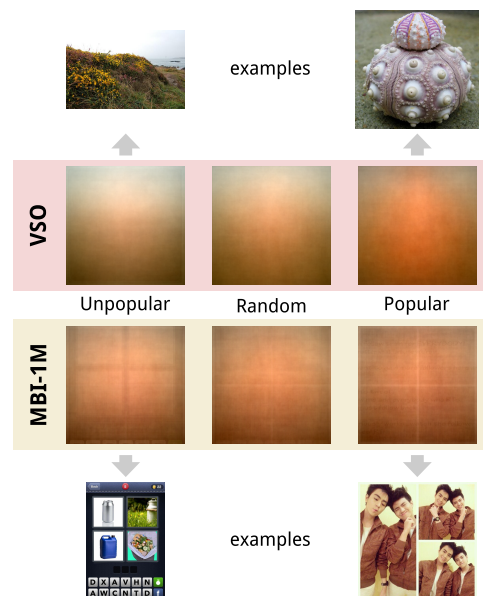 examples
VSO
Unpopular Random Popular
MBI-1M
examples
D X A V H N
A W C N T D f